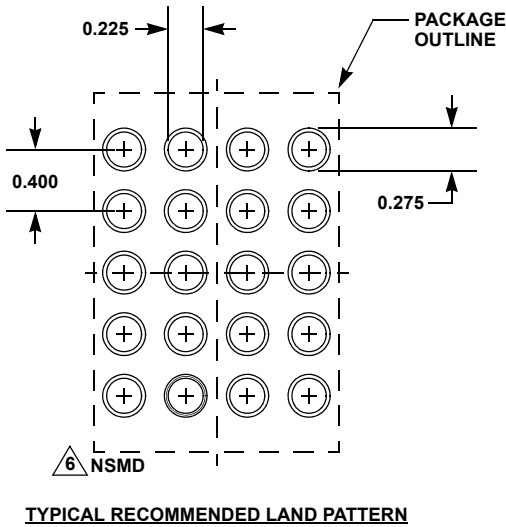 0.225
PACKAGE
OUTLINE
0.400
0.275
6 NSMD
TYPICAL RECOMMENDED LAND PATTERN